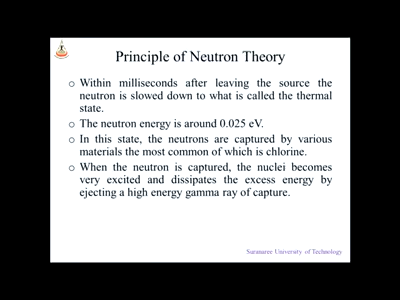 Principle of Neutron Theory
o Within milliseconds after leaving the source the
neutron is slowed down to what is called the thermal
state.
o The neutron energy is around 0.025 eV.
o In this state, the neutrons are captured by various
materials the most common of which is chlorine.
o When the neutron is captured, the nuclei becomes
very excited and dissipates the excess energy by
ejecting a high energy gamma ray of capture.
Suranaree University of Technology